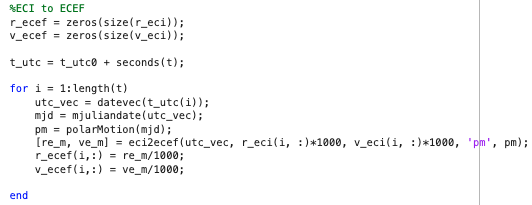 %ECI to ECEF
r_ecef = zeros(size(r_eci));
v_ecef = zeros(size(v_eci));
t_utc = t_utc0 + seconds(t);
for i = 1:length(t)
utc_vec = datevec(t_utc(i));
mjd = mjuliandate(utc_vec);
pm = polarMotion(mjd);
[re_m, ve_m] = eci2ecef(utc_vec, r_eci(i, :)*1000, v_eci(i, :)*1000, 'pm', pm);
r_ecef(i,:) = re_m/1000;
v_ecef(i,:) = ve_m/1000;
end